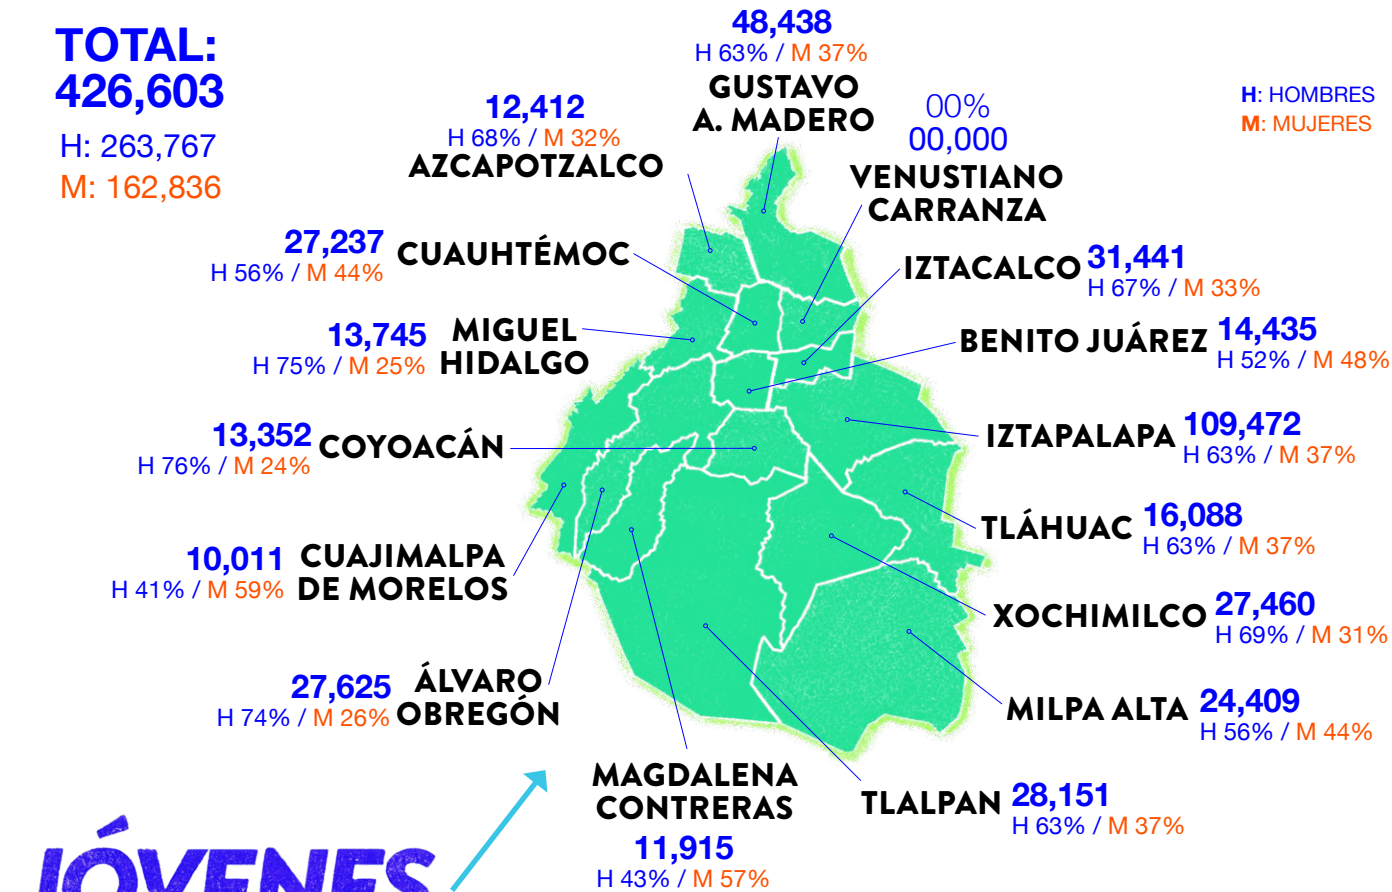 TOTAL:
426,603
H: 263,767
M: 162,836
48,438
H 63% / M 37%
GUSTAVO
A. MADERO
H: HOMBRES
M: MUJERES
12,412
H 68% / M 32%
AZCAPOTZALCO
00%
00,000
VENUSTIANO
CARRANZA
27,237
H 56% / M 44%
CUAUHTÉMOC
IZTACALCO
31,441
H 67% / M 33%
13,745
H 75% / M 25%
MIGUEL
HIDALGO
BENITO JUÁREZ
14,435
H 52% / M 48%
13,352
H 76% / M 24%
COYOACÁN
IZTAPALAPA
109,472
H 63% / M 37%
TLÁHUAC
16,088
H 63% / M 37%
10,011
H 41% / M 59%
CUAJIMALPA
DE MORELOS
XOCHIMILCO
27,460
H 69% / M 31%
27,625
H 74% / M 26%
ÁLVARO
OBREGÓN
MILPA ALTA
24,409
H 56% / M 44%
MAGDALENA
CONTRERAS
11,915
H 43% / M 57%
TLALPAN
28,151
H 63% / M 37%
JÓVENES